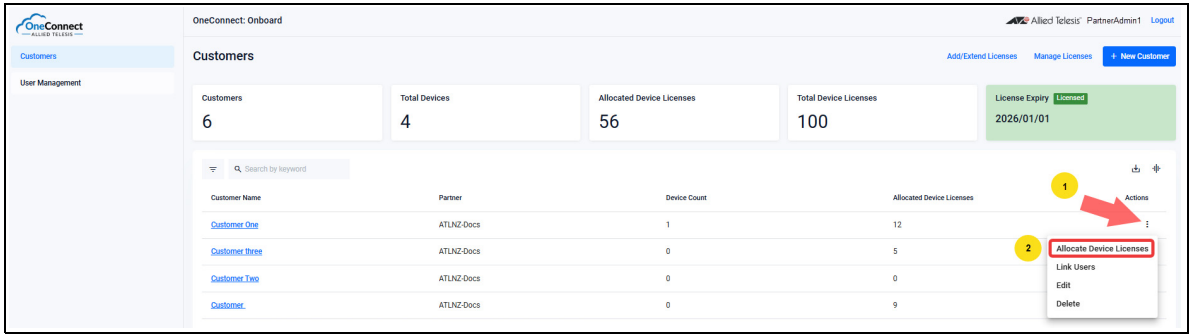 OneConnect
ALLIED TELESIS
OneConnect: Onboard
Allied Telesis PartnerAdmin1 Logout
Customers
User Management
Customers
Add/Extend Licenses Manage Licenses + New Customer
Customers Total Devices Allocated Device Licenses Total Device Licenses License Expiry Licensed
6 4 56 100 2026/01/01
Search by keyword
1
Customer Name Partner Device Count Allocated Device Licenses Actions
Customer One ATLNZ-Docs 1 12
Customer three ATLNZ-Docs 0 5
Customer Two ATLNZ-Docs 0 0
Customer ATLNZ-Docs 0 9
2
Allocate Device Licenses
Link Users
Edit
Delete